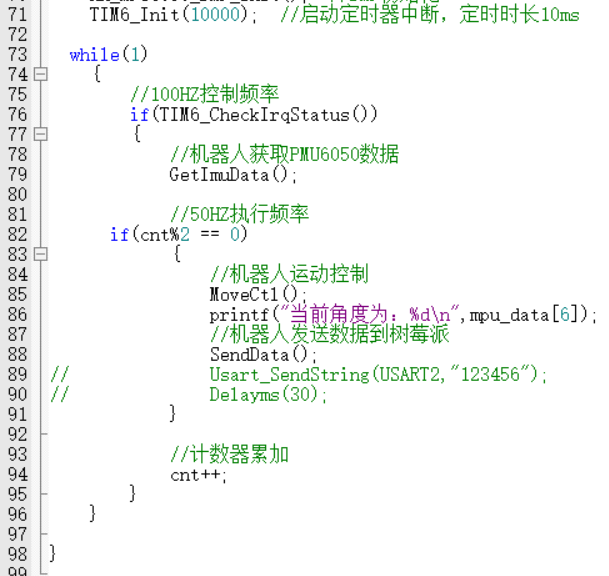 71 TIM6_Init(10000); //启动定时器中断，定时时长10ms
72
73 while(1)
74 {
75 //100HZ控制频率
76 if(TIM6_CheckIrqStatus())
77 {
78 //机器人获取PMU6050数据
79 GetImuData();
80
81 //50HZ执行频率
82 if(cnt%2 == 0)
83 {
84 //机器人运动控制
85 MoveCtl();
86 printf("当前角度为：%d\n",mpu_data[6]);
87 //机器人发送数据到树莓派
88 SendData();
89 // Usart_SendString(USART2,"123456");
90 // Delayms(30);
91 }
92
93 //计数器累加
94 cnt++;
95 }
96 }
97
98 }
99